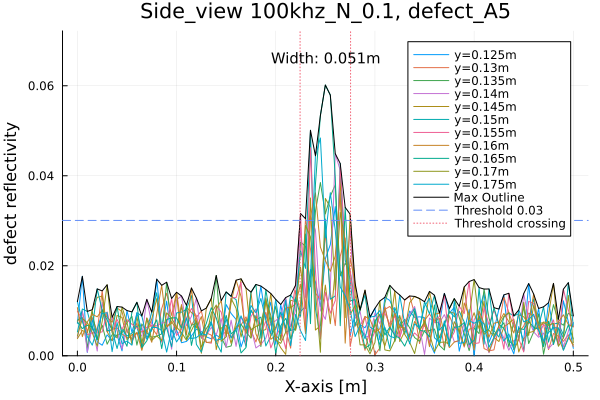 Side_view 100khz_N_0.1, defect_A5
Width: 0.051m
y=0.125m
y=0.13m
y=0.135m
y=0.14m
y=0.145m
y=0.15m
y=0.155m
y=0.16m
y=0.165m
y=0.17m
y=0.175m
Max Outline
Threshold 0.03
Threshold crossing
defect reflectivity
0.06
0.04
0.02
0.00
0.0 0.1 0.2 0.3 0.4 0.5
X-axis [m]